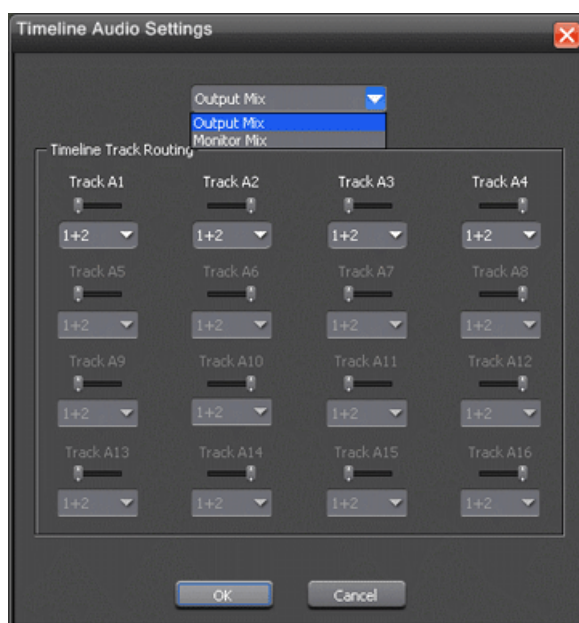 Timeline Audio Settings
Output Mix
Output Mix
Monitor Mix
Timeline Track Routing
Track A1 Track A2 Track A3 Track A4
1+2 1+2 1+2 1+2
Track A5 Track A6 Track A7 Track A8
1+2 1+2 1+2 1+2
Track A9 Track A10 Track A11 Track A12
1+2 1+2 1+2 1+2
Track A13 Track A14 Track A15 Track A16
1+2 1+2 1+2 1+2
OK Cancel